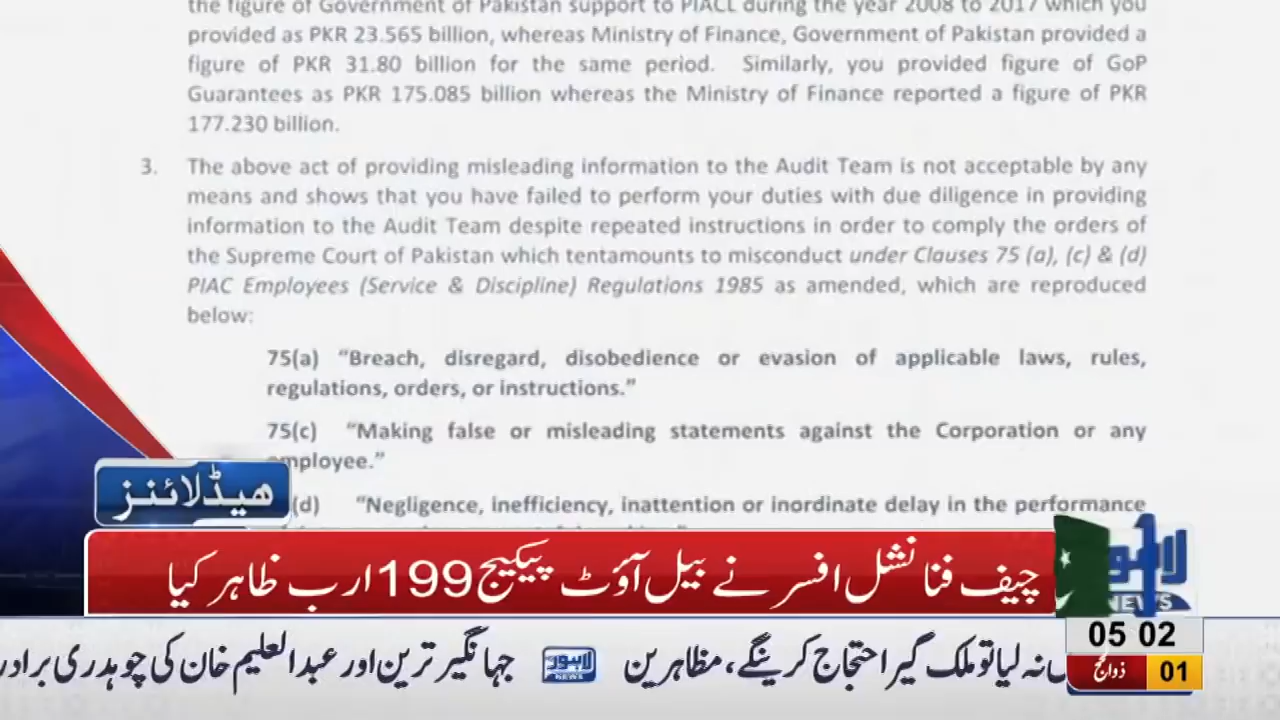 the figure of Government of Pakistan support to PIACL during the year 2008 to 2017 which you
provided as PKR 23.565 billion, whereas Ministry of Finance, Government of Pakistan provided a
figure of PKR 31.80 billion for the same period. Similarly, you provided figure of GoP
Guarantees as PKR 175.085 billion whereas the Ministry of Finance reported a figure of PKR
177.230 billion.
3. The above act of providing misleading information to the Audit Team is not acceptable by any
means and shows that you have failed to perform your duties with due diligence in providing
information to the Audit Team despite repeated instructions in order to comply the orders of
the Supreme Court of Pakistan which tentamounts to misconduct under Clauses 75 (a), (c) & (d)
PIAC Employees (Service & Discipline) Regulations 1985 as amended, which are reproduced
below:
75(a) “Breach, disregard, disobedience or evasion of applicable laws, rules,
regulations, orders, or instructions.”
75(c) “Making false or misleading statements against the Corporation or any
employee.”
(d) “Negligence, inefficiency, inattention or inordinate delay in the performance
ہیڈلائنز
چیف فنانشل افسر نے بیل آؤٹ پیکیج 199 ارب ظاہر کیا
لاہور
NEWS
05 02
ذوالحج 01
نہ لیا تو ملک گیر احتجاج کرینگے، مظاہرین
لاہور NEWS
جہانگیر ترین اور عبدالعلیم خان کی چوہدری برادر